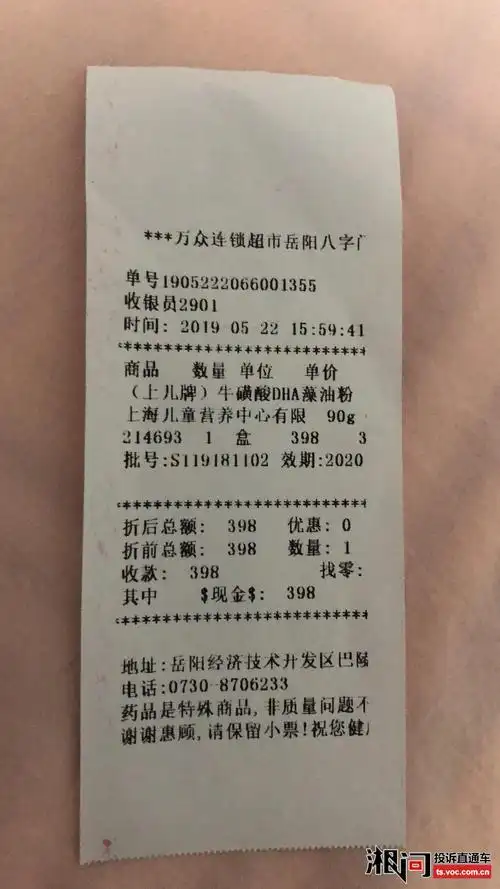 ***万众连锁超市岳阳八字门
单号1905222066001355
收银员2901
时间: 2019 05 22 15:59:41
商品 数量 单位 单价
（上儿牌）牛磺酸DHA藻油粉
上海儿童营养中心有限 90g
214693 1 盒 398 3
批号:S119181102 效期:2020
折后总额: 398 优惠: 0
折前总额: 398 数量: 1
收款: 398 找零:
其中 $现金$: 398
地址:岳阳经济技术开发区巴陵
电话:0730-8706233
药品是特殊商品,非质量问题不
谢谢惠顾,请保留小票!祝您健
湘问 投诉直通车
ts.voc.com.cn